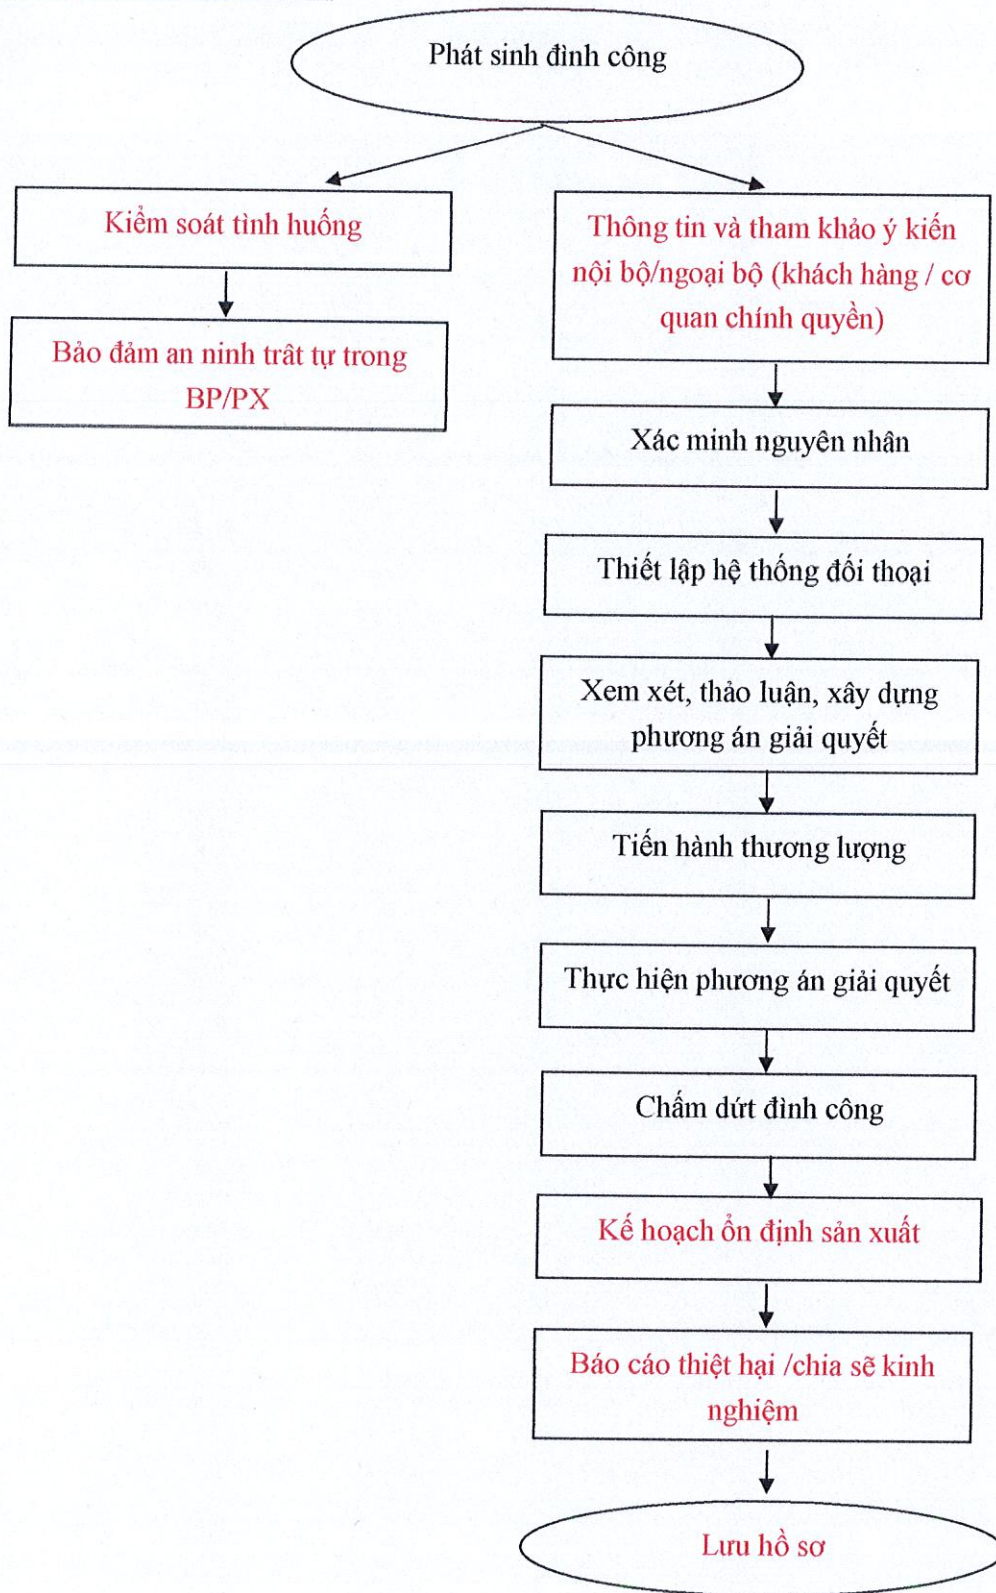 Phát sinh đình công
Kiểm soát tình huống
Bảo đảm an ninh trât tự trong
BP/PX
Thông tin và tham khảo ý kiến
nội bộ/ngoại bộ (khách hàng / cơ
quan chính quyền)
Xác minh nguyên nhân
Thiết lập hệ thống đối thoại
Xem xét, thảo luận, xây dựng
phương án giải quyết
Tiến hành thương lượng
Thực hiện phương án giải quyết
Chấm dứt đình công
Kế hoạch ổn định sản xuất
Báo cáo thiệt hại /chia sẽ kinh
nghiệm
Lưu hồ sơ